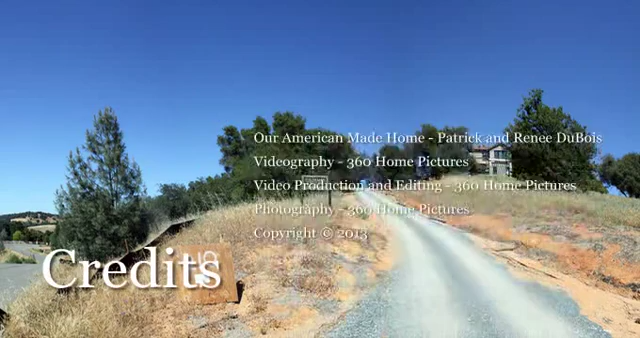 Our American Made Home - Patrick and Renee DuBois
Videography - 360 Home Pictures
Video Production and Editing - 360 Home Pictures
Photography - 360 Home Pictures
Copyright © 2013
Credits